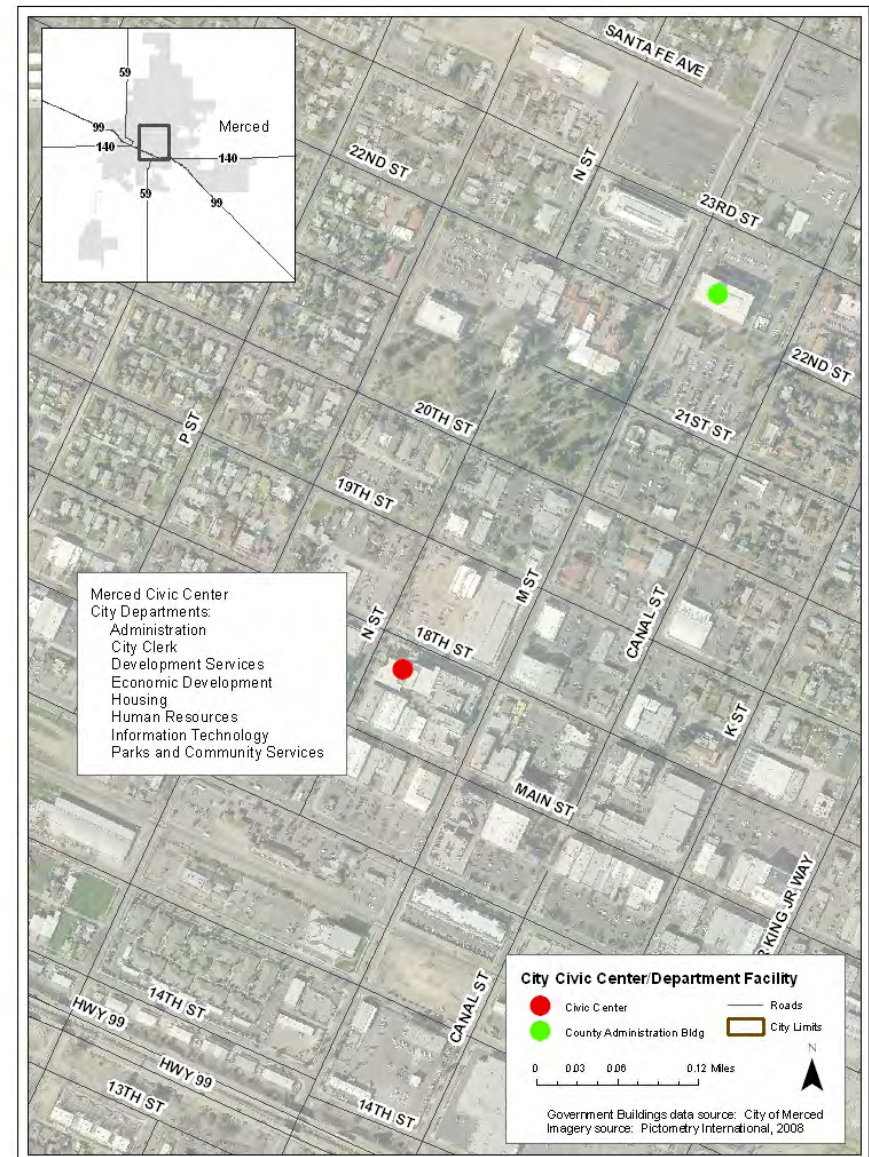 SANTA FE AVE
59
99
Merced
140
140
59
99
22ND ST
N ST
23RD ST
22ND ST
P ST
20TH ST
21ST ST
19TH ST
M ST
CANAL ST
N ST
18TH ST
K ST
Merced Civic Center
City Departments:
Administration
City Clerk
Development Services
Economic Development
Housing
Human Resources
Information Technology
Parks and Community Services
MAIN ST
R KING JR WAY
CANAL ST
14TH ST
HWY 99
HWY 99
13TH ST
14TH ST
City Civic Center/Department Facility
Civic Center
Roads
County Administration Bldg
City Limits
N
0 0.03 0.06 0.12 Miles
Government Buildings data source: City of Merced
Imagery source: Pictometry International, 2008